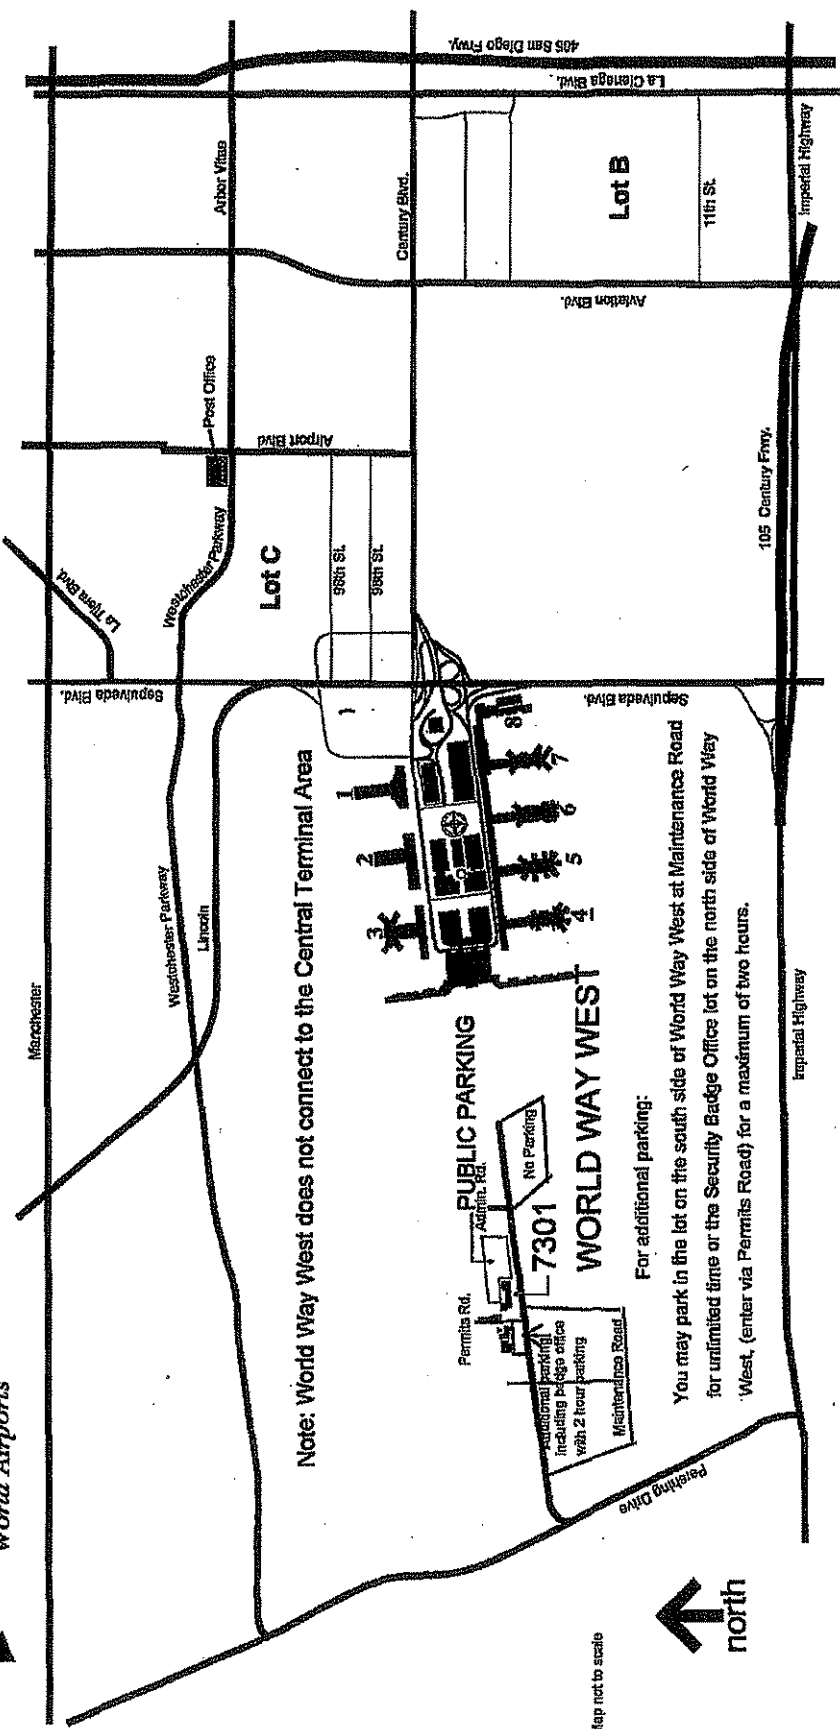 World Airports
Manchester
La Tijera Blvd.
Sepulveda Blvd.
Westchester Parkway
Westchester Parkway
Lincoln
Post Office
Arbor Vitae
Airport Blvd
Lot C
96th St.
98th St.
Century Blvd.
405 San Diego Frwy.
La Cienega Blvd.
Lot B
11th St.
Aviation Blvd.
Imperial Highway
105 Century Frwy.
Sepulveda Blvd.
Note: World Way West does not connect to the Central Terminal Area
1
2
3
4
5
6
7
8
PUBLIC PARKING
Admin. Rd.
No Parking
7301
WORLD WAY WEST
Permits Rd.
Additional parking
including badge office
with 2 hour parking
Maintenance Road
For additional parking:
You may park in the lot on the south side of World Way West at Maintenance Road
for unlimited time or the Security Badge Office lot on the north side of World Way
West, (enter via Permits Road) for a maximum of two hours.
Pershing Drive
Imperial Highway
Map not to scale
north